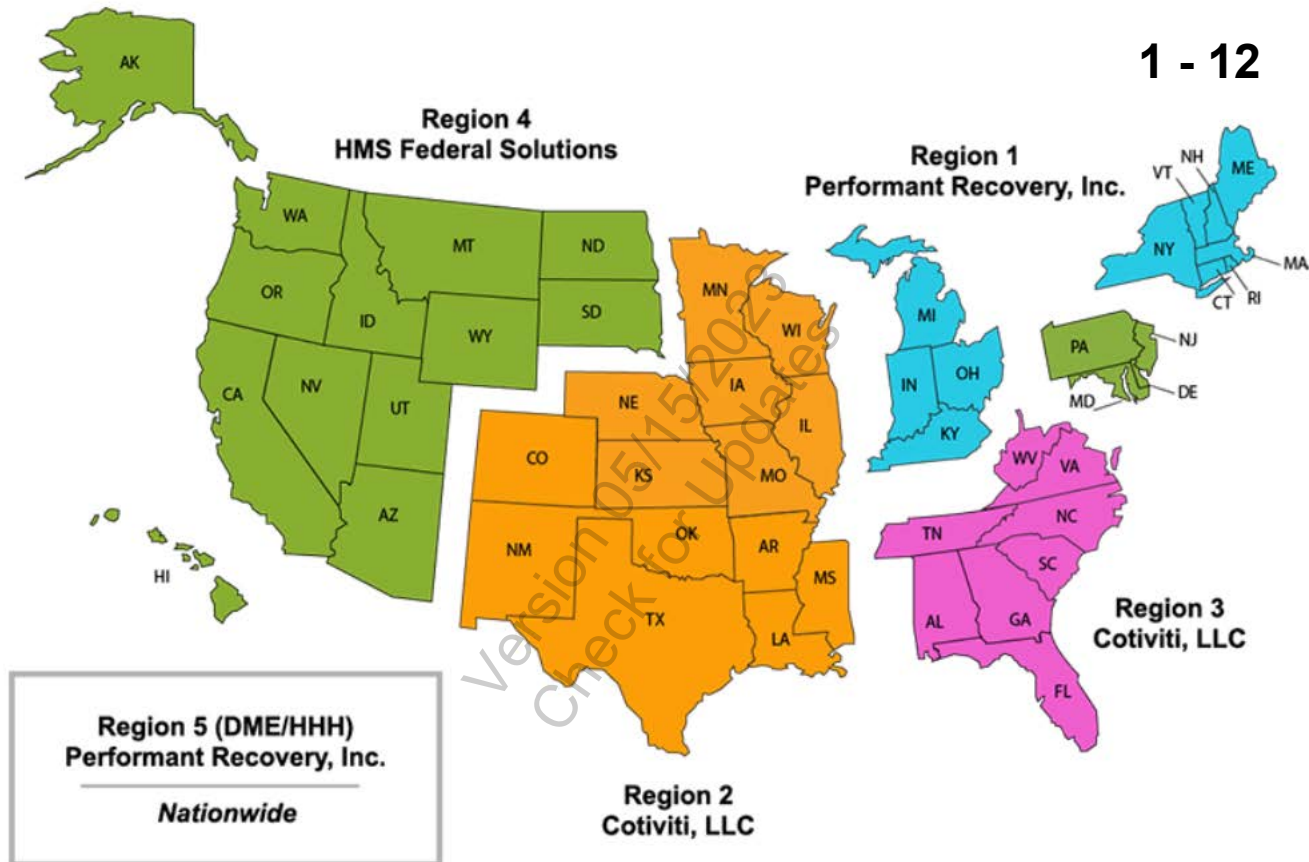 1 - 12
AK
Region 4
HMS Federal Solutions
Region 1
Performant Recovery, Inc.
NH
VT
ME
WA
MT
ND
NY
MA
OR
MN
CT
RI
ID
SD
WI
MI
WY
PA
NJ
CA
NV
UT
IA
IN
OH
DE
NE
MD
IL
KY
CO
KS
MO
WV
VA
AZ
NC
NM
OK
AR
TN
SC
MS
HI
TX
LA
AL
GA
Region 3
Cotiviti, LLC
FL
Version 05/15/2023
Check for Updates
Region 5 (DME/HHH)
Performant Recovery, Inc.
Nationwide
Region 2
Cotiviti, LLC